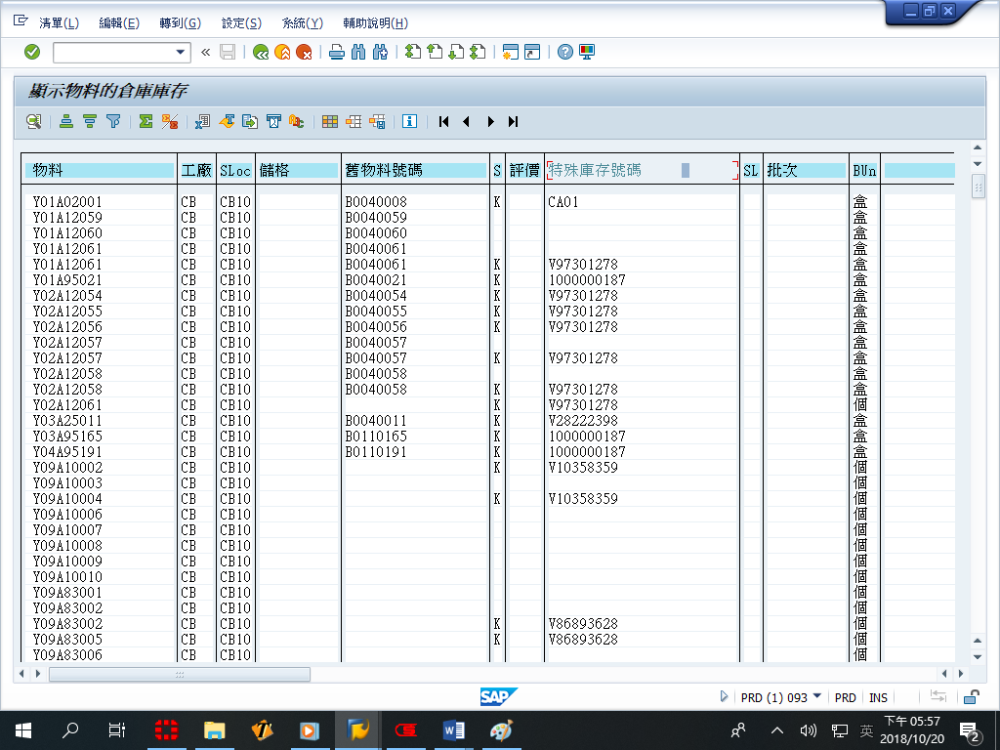 清單(L) 編輯(E) 轉到(G) 設定(S) 系統(Y) 輔助說明(H)
顯示物料的倉庫庫存
物料 工廠 SLoc 儲格 舊物料號碼 S 評價 特殊庫存號碼 SL 批次 BUn
Y01A02001 CB CB10 B0040008 K CA01 盒
Y01A12059 CB CB10 B0040059 盒
Y01A12060 CB CB10 B0040060 盒
Y01A12061 CB CB10 B0040061 盒
Y01A12061 CB CB10 B0040061 K V97301278 盒
Y01A95021 CB CB10 B0040021 K 1000000187 盒
Y02A12054 CB CB10 B0040054 K V97301278 盒
Y02A12055 CB CB10 B0040055 K V97301278 盒
Y02A12056 CB CB10 B0040056 K V97301278 盒
Y02A12057 CB CB10 B0040057 盒
Y02A12057 CB CB10 B0040057 K V97301278 盒
Y02A12058 CB CB10 B0040058 盒
Y02A12058 CB CB10 B0040058 K V97301278 盒
Y02A12061 CB CB10 K V97301278 個
Y03A25011 CB CB10 B0040011 K V28222398 盒
Y03A95165 CB CB10 B0110165 K 1000000187 盒
Y04A95191 CB CB10 B0110191 K 1000000187 盒
Y09A10002 CB CB10 K V10358359 個
Y09A10003 CB CB10 個
Y09A10004 CB CB10 K V10358359 個
Y09A10006 CB CB10 個
Y09A10007 CB CB10 個
Y09A10008 CB CB10 個
Y09A10009 CB CB10 個
Y09A10010 CB CB10 個
Y09A83001 CB CB10 個
Y09A83002 CB CB10 個
Y09A83002 CB CB10 K V86893628 個
Y09A83005 CB CB10 K V86893628 個
Y09A83006 CB CB10 個
SAP PRD (1) 093 PRD INS
英 下午 05:57
2018/10/20 2